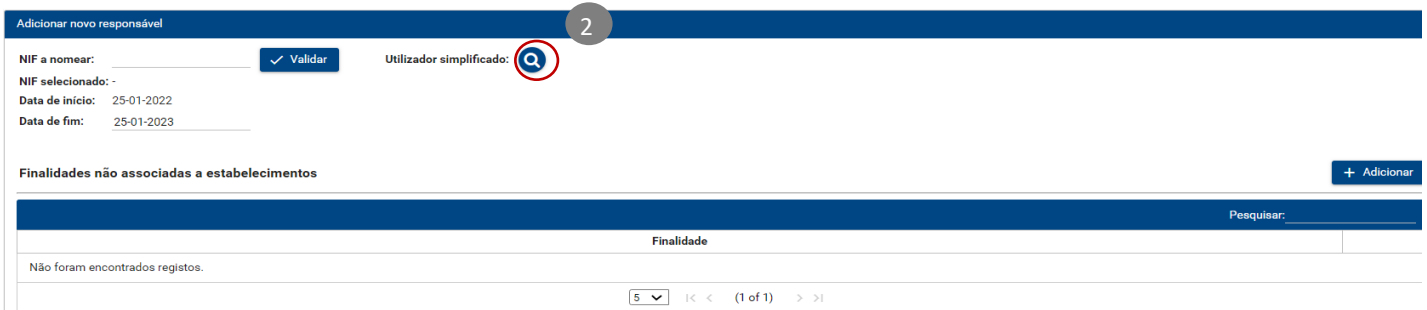 Adicionar novo responsável
2
NIF a nomear: Validar Utilizador simplificado:
NIF selecionado: -
Data de início: 25-01-2022
Data de fim: 25-01-2023
Finalidades não associadas a estabelecimentos + Adicionar
Pesquisar:
Finalidade
Não foram encontrados registos.
5 (1 of 1)